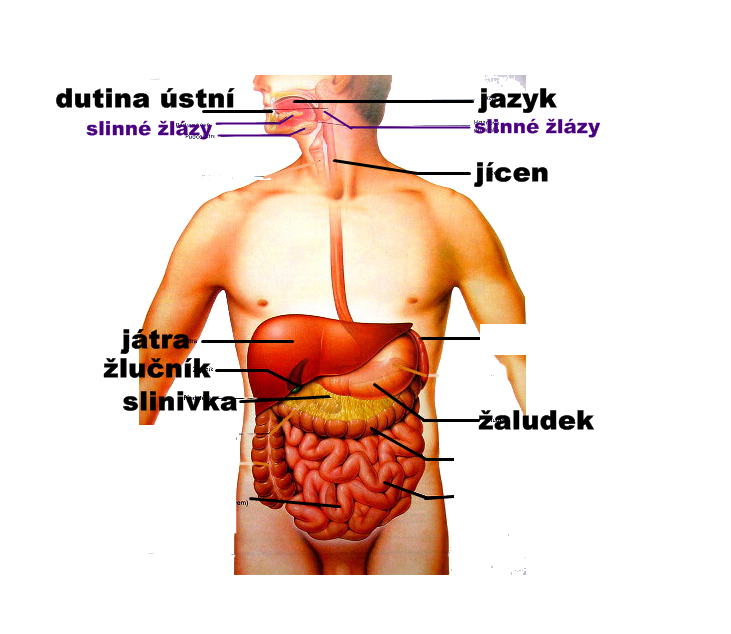 dutina ústní
jazyk
slinné žlázy
slinné žlázy
jícen
játra
žlučník
slinivka
žaludek